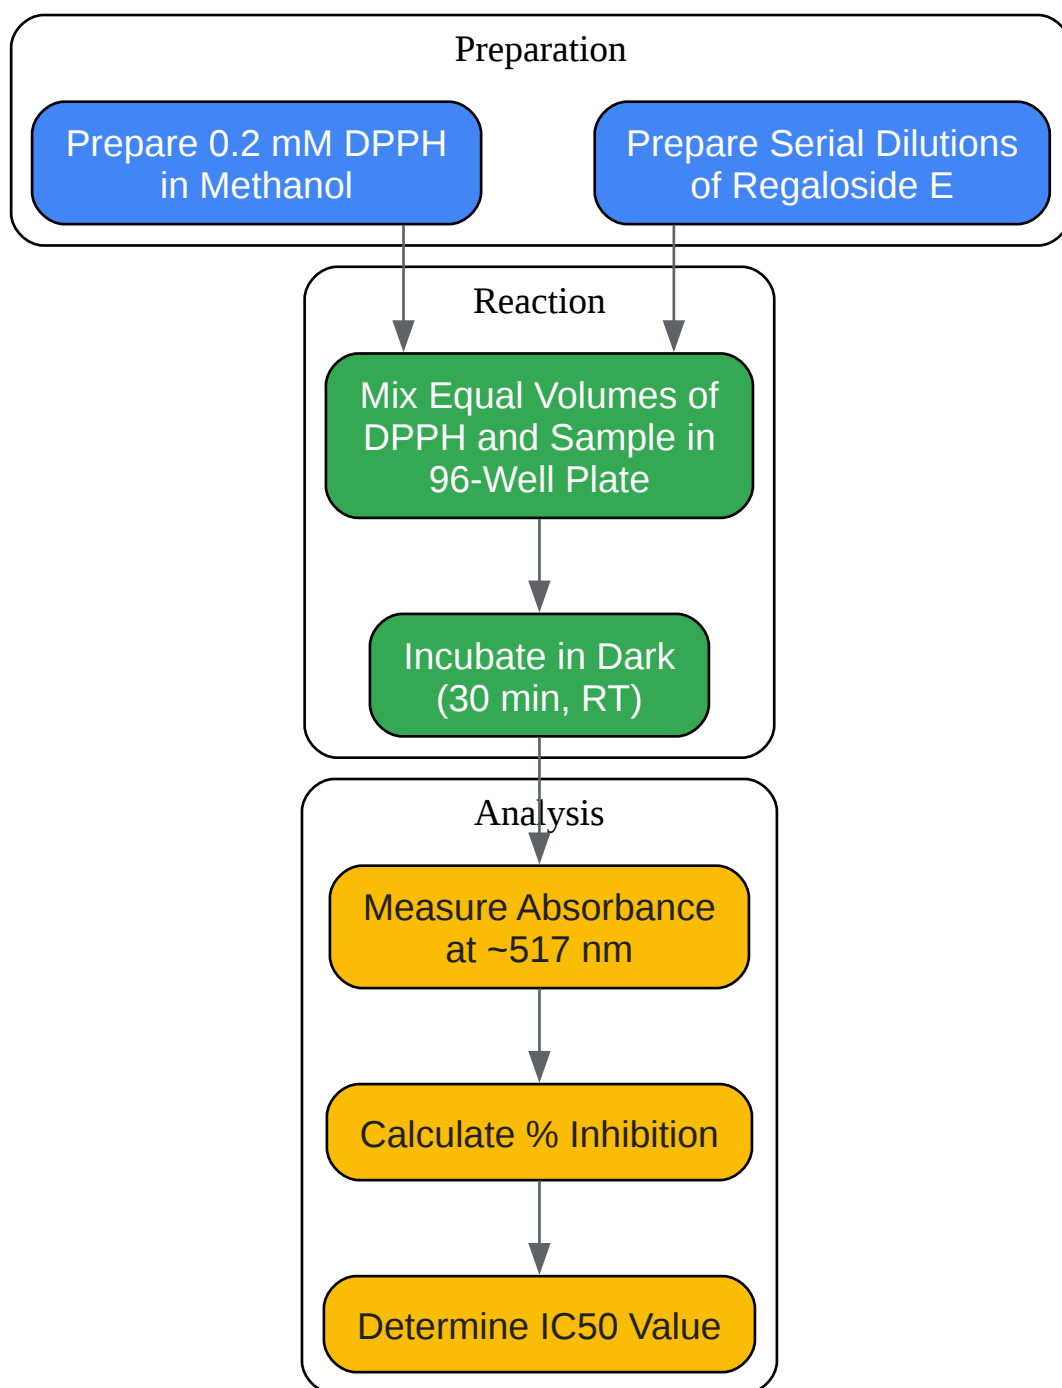 Preparation
Prepare 0.2 mM DPPH
in Methanol
Prepare Serial Dilutions
of Regaloside E
Reaction
Mix Equal Volumes of
DPPH and Sample in
96-Well Plate
Incubate in Dark
(30 min, RT)
Analysis
Measure Absorbance
at ~517 nm
Calculate % Inhibition
Determine IC50 Value